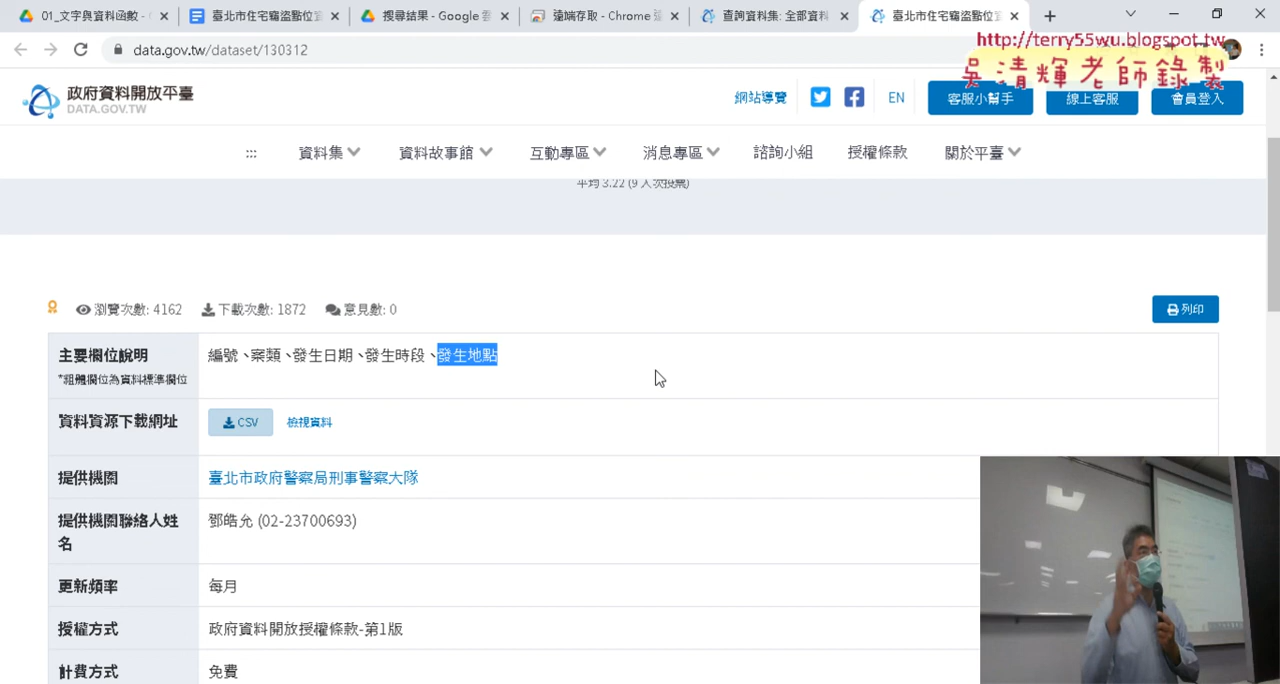 01_文字與資料函數 -
臺北市住宅竊盜點位資
搜尋結果 - Google 雲
遠端存取 - Chrome 遠
查詢資料集: 全部資料
臺北市住宅竊盜點位資
data.gov.tw/dataset/130312
http://terry55wu.blogspot.tw
吳清輝老師錄製
政府資料開放平臺
DATA.GOV.TW
網站導覽
EN
客服小幫手
線上客服
會員登入
:::
資料集
資料故事館
互動專區
消息專區
諮詢小組
授權條款
關於平臺
平均 3.22 (9 人次投票)
瀏覽次數: 4162
下載次數: 1872
意見數: 0
列印
主要欄位說明
*粗體欄位為資料標準欄位
編號、案類、發生日期、發生時段、發生地點
資料資源下載網址
CSV
檢視資料
提供機關
臺北市政府警察局刑事警察大隊
提供機關聯絡人姓
名
鄧皓允 (02-23700693)
更新頻率
每月
授權方式
政府資料開放授權條款-第1版
計費方式
免費